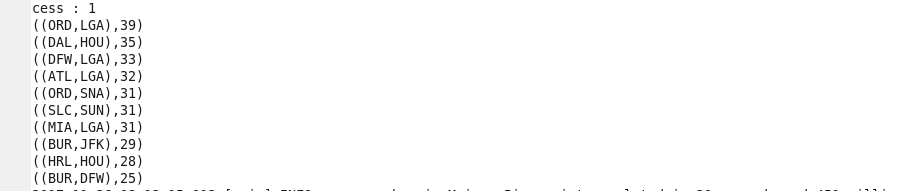 cess : 1
((ORD,LGA),39)
((DAL,HOU),35)
((DFW,LGA),33)
((ATL,LGA),32)
((ORD,SNA),31)
((SLC,SUN),31)
((MIA,LGA),31)
((BUR,JFK),29)
((HRL,HOU),28)
((BUR,DFW),25)